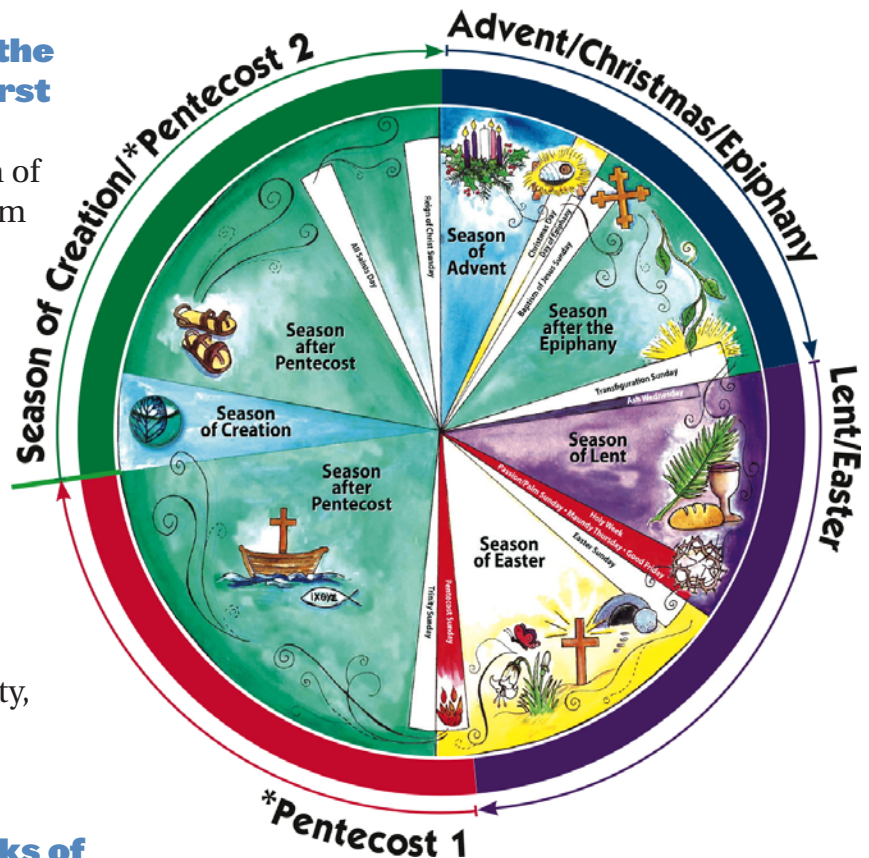 the
rst
n of
m
ty,
ks of
Season of Creation/*Pentecost 2
Advent/Christmas/Epiphany
Lent/Easter
*Pentecost 1
Season
of
Advent
Christmas Day
Day of Epiphany
Baptism of Jesus Sunday
Season
after the
Epiphany
Transfiguration Sunday
Ash Wednesday
Season
of Lent
Holy Week
Passion/Palm Sunday • Maundy Thursday • Good Friday
Easter Sunday
Season
of Easter
Pentecost Sunday
Trinity Sunday
Season
after
Pentecost
Season
of Creation
Season
after
Pentecost
All Saints Day
Reign of Christ Sunday